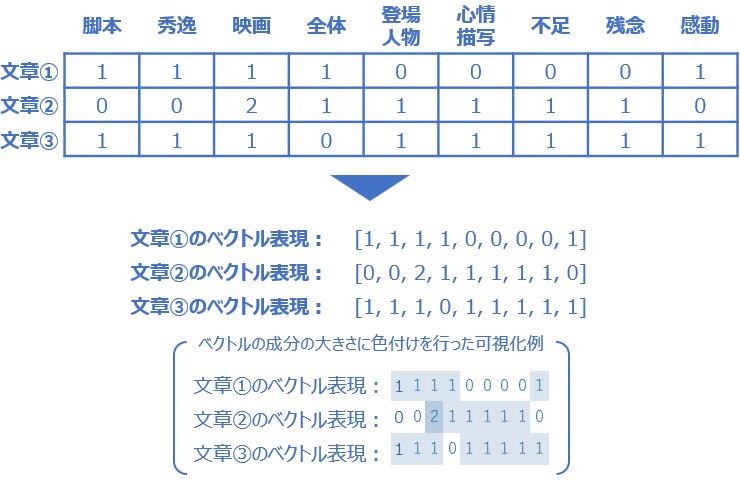 脚本 秀逸 映画 全体 登場人物 心情描写 不足 残念 感動
文章① 1 1 1 1 0 0 0 0 1
文章② 0 0 2 1 1 1 1 1 0
文章③ 1 1 1 0 1 1 1 1 1
文章①のベクトル表現： [1, 1, 1, 1, 0, 0, 0, 0, 1]
文章②のベクトル表現： [0, 0, 2, 1, 1, 1, 1, 1, 0]
文章③のベクトル表現： [1, 1, 1, 0, 1, 1, 1, 1, 1]
ベクトルの成分の大きさに色付けを行った可視化例
文章①のベクトル表現： 1 1 1 1 0 0 0 0 1
文章②のベクトル表現： 0 0 2 1 1 1 1 1 0
文章③のベクトル表現： 1 1 1 0 1 1 1 1 1